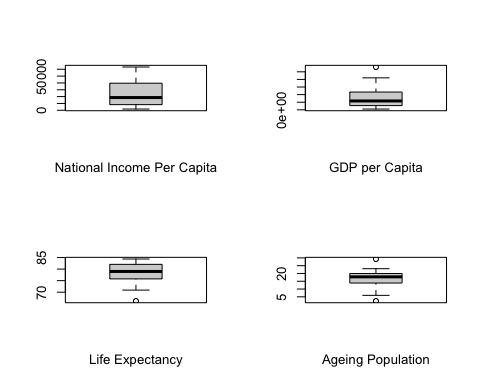 50000
0
National Income Per Capita
0e+00
GDP per Capita
85
70
Life Expectancy
20
5
Ageing Population